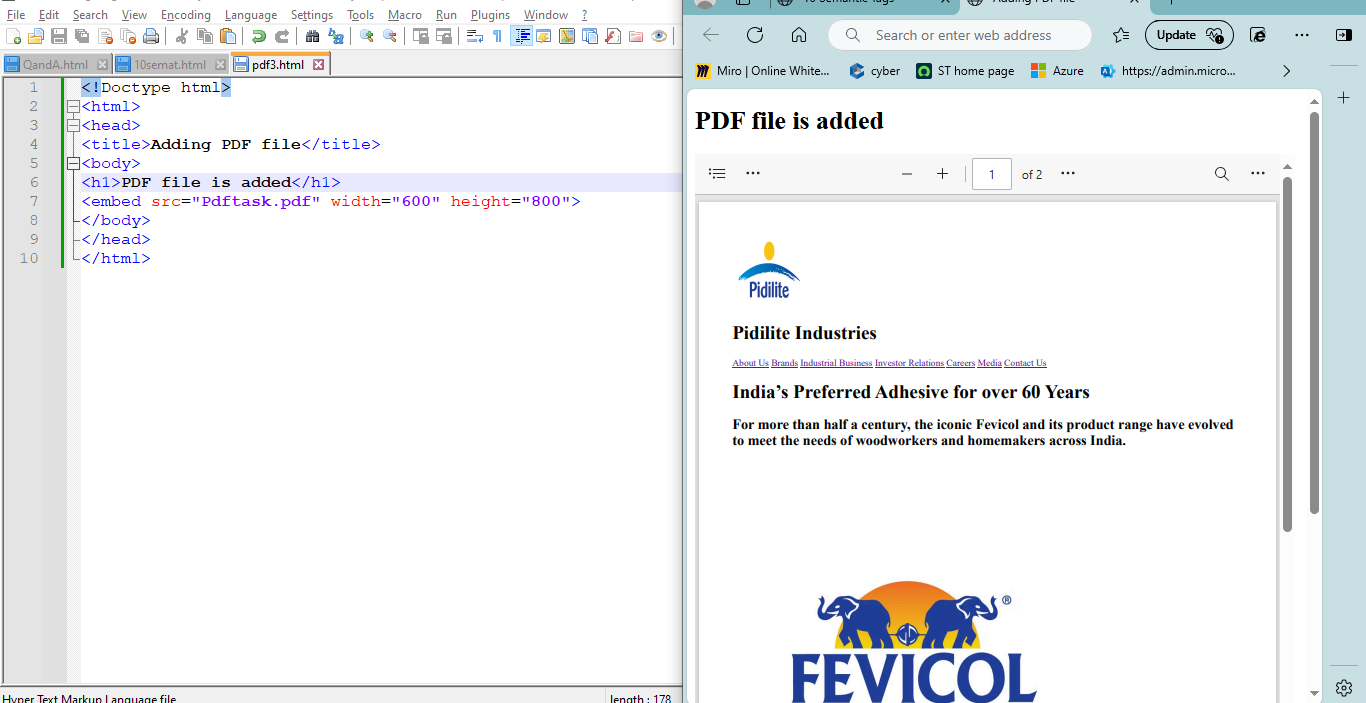 File Edit Search View Encoding Language Settings Tools Macro Run Plugins Window ?
QandA.html 10semat.html pdf3.html
1 <!Doctype html>
2 <html>
3 <head>
4 <title>Adding PDF file</title>
5 <body>
6 <h1>PDF file is added</h1>
7 <embed src="Pdftask.pdf" width="600" height="800">
8 </body>
9 </head>
10 </html>
Hyper Text Markup Language file length : 178
Search or enter web address Update
Miro | Online White... cyber ST home page Azure https://admin.micro...
PDF file is added
1 of 2
Pidilite
Pidilite Industries
About Us Brands Industrial Business Investor Relations Careers Media Contact Us
India’s Preferred Adhesive for over 60 Years
For more than half a century, the iconic Fevicol and its product range have evolved
to meet the needs of woodworkers and homemakers across India.
®
FEVICOL